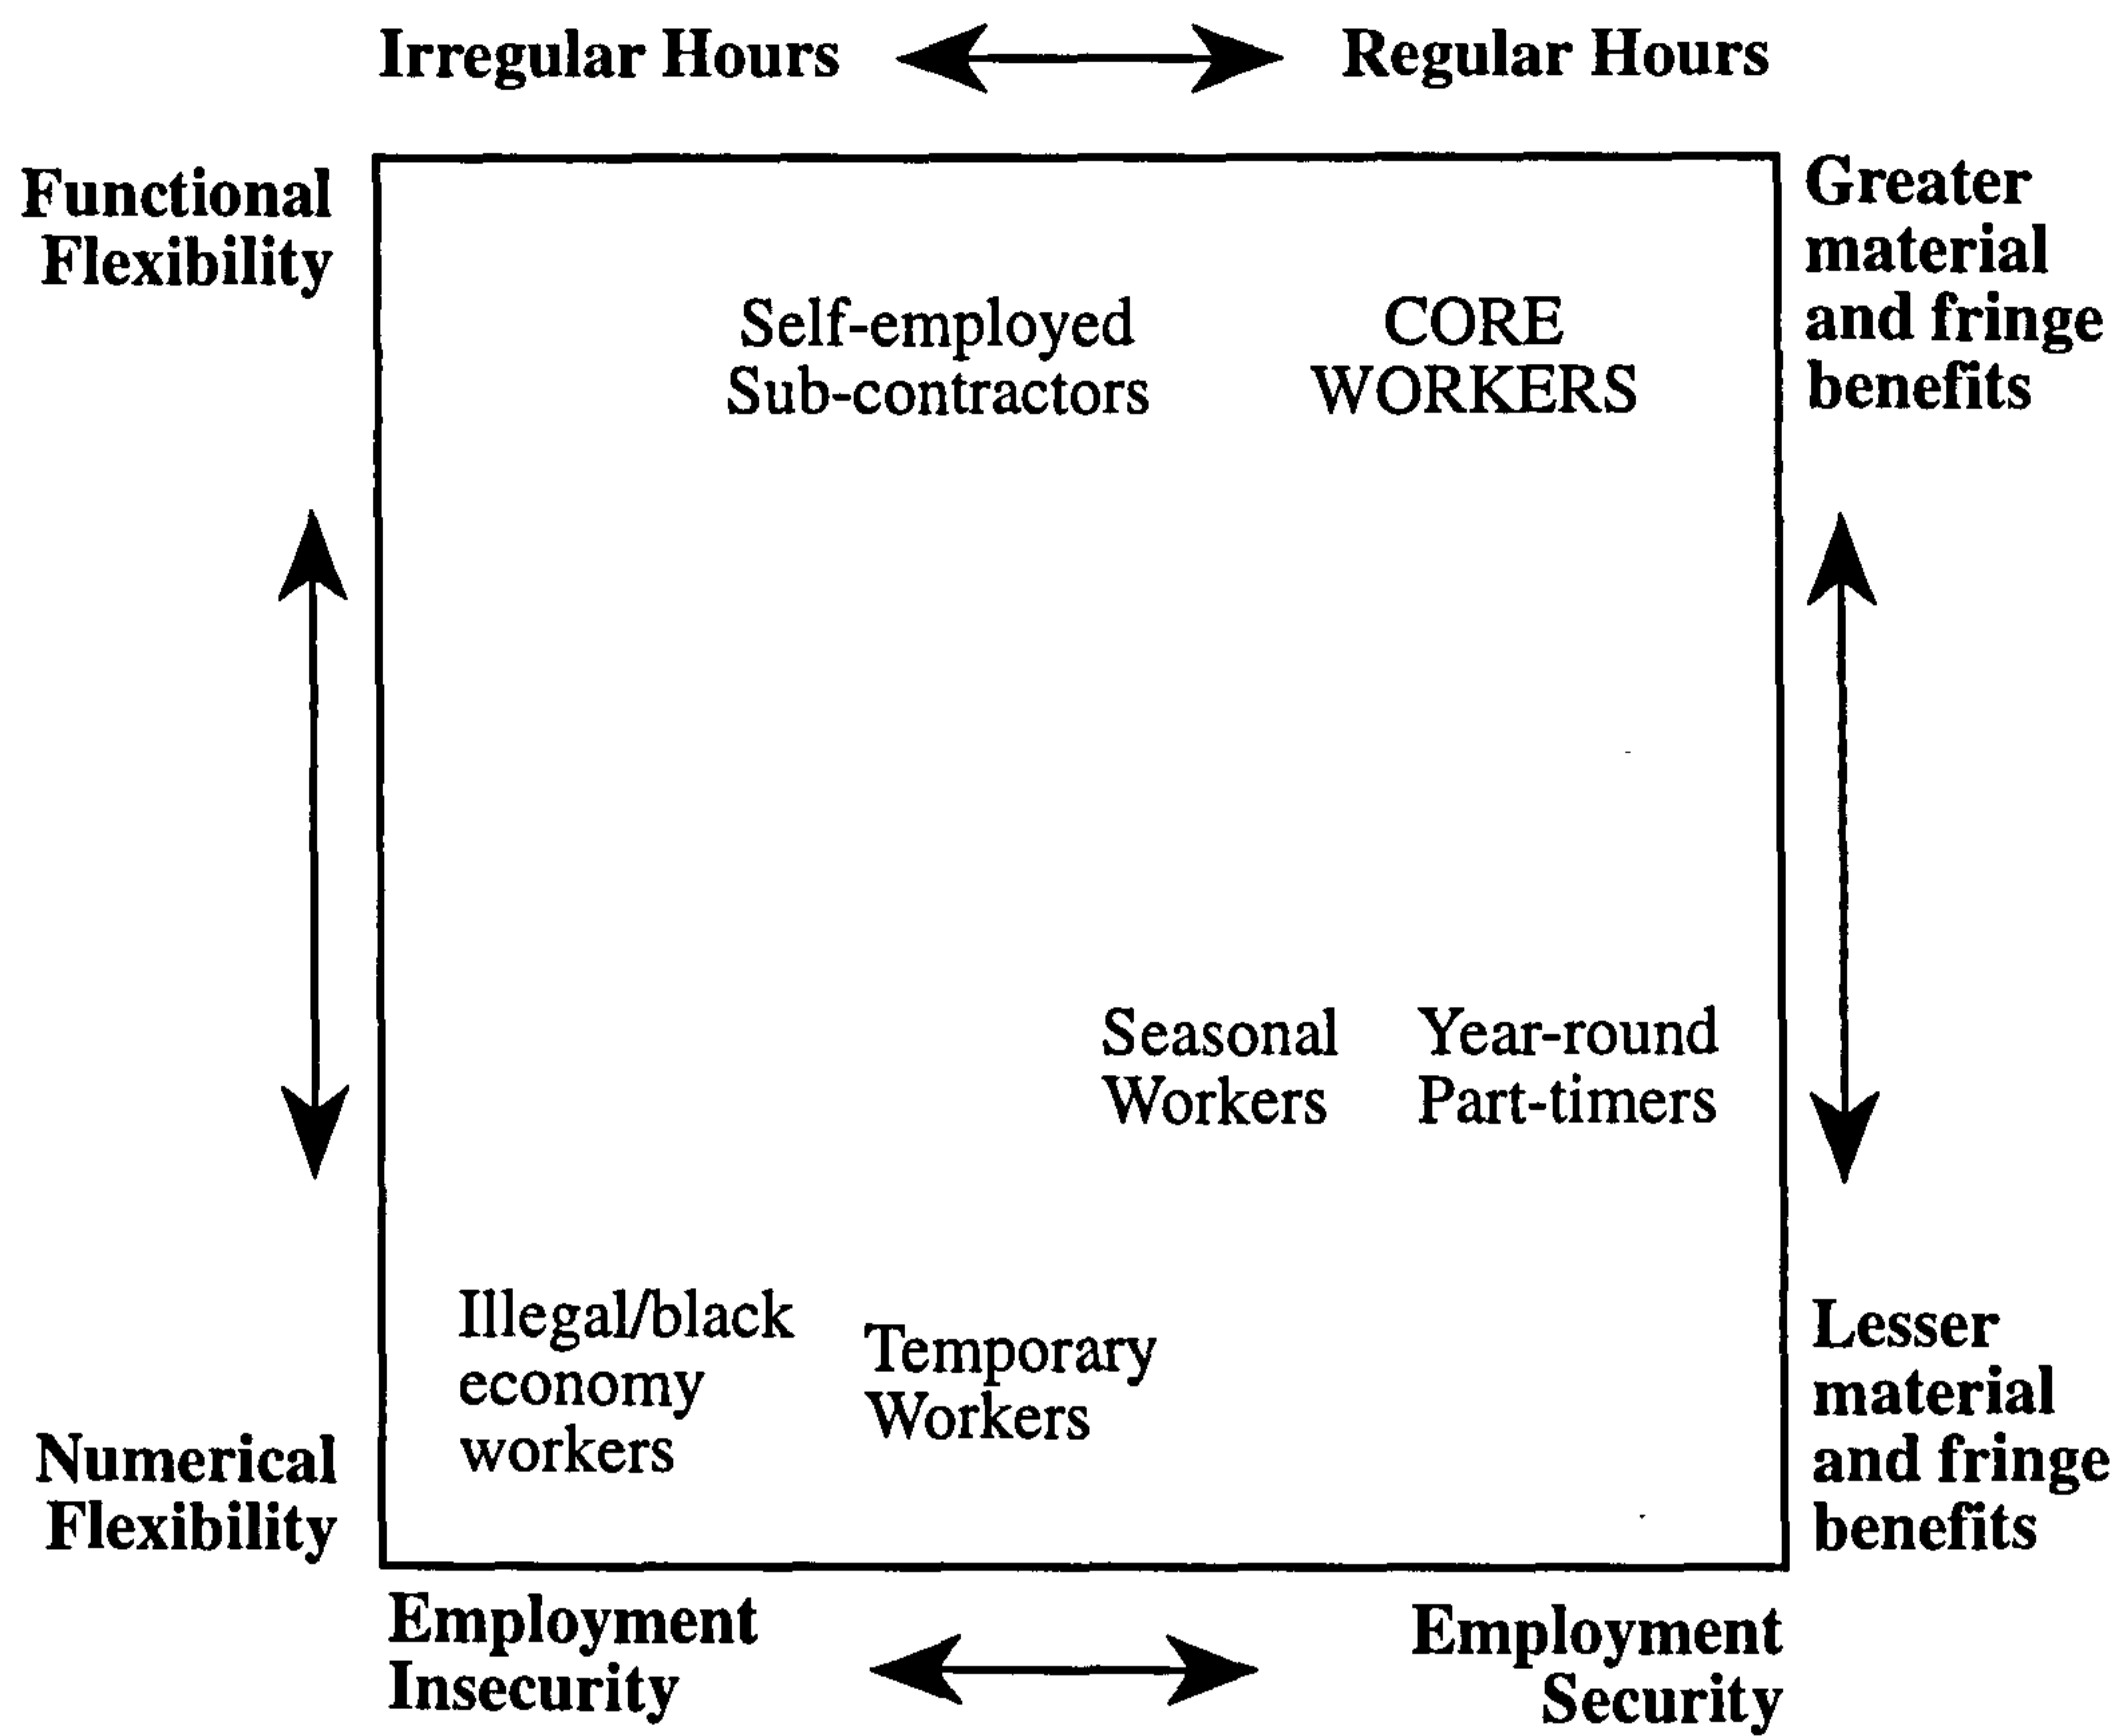 Irregular Hours
Regular Hours
Functional
Flexibility
Greater
material
and fringe
benefits
Self-employed
Sub-contractors
CORE
WORKERS
Seasonal
Workers
Year-round
Part-timers
Illegal/black
economy
workers
Temporary
Workers
Numerical
Flexibility
Lesser
material
and fringe
benefits
Employment
Insecurity
Employment
Security